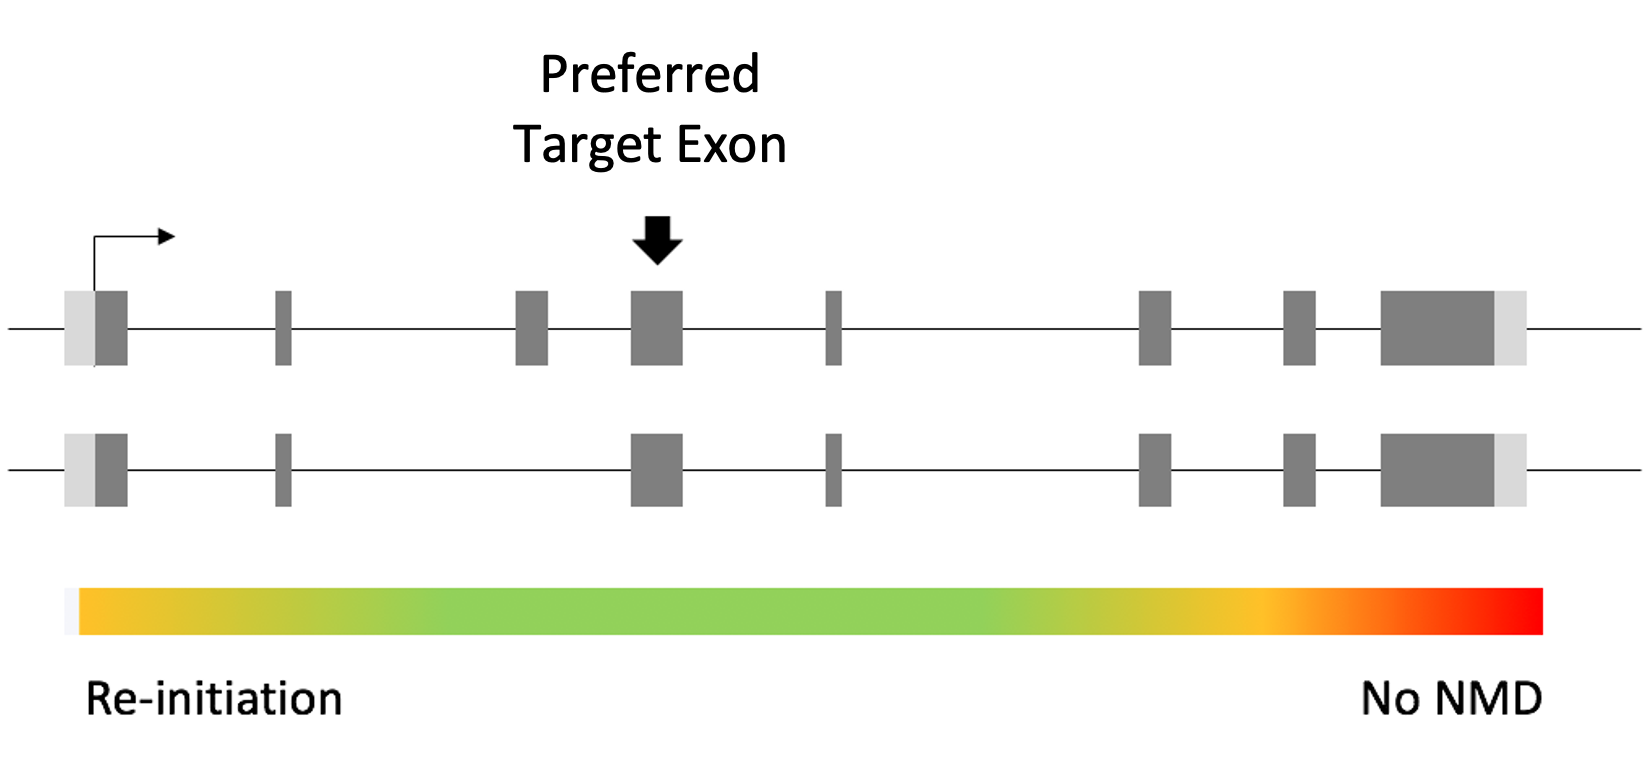 Preferred
Target Exon
Re-initiation
No NMD